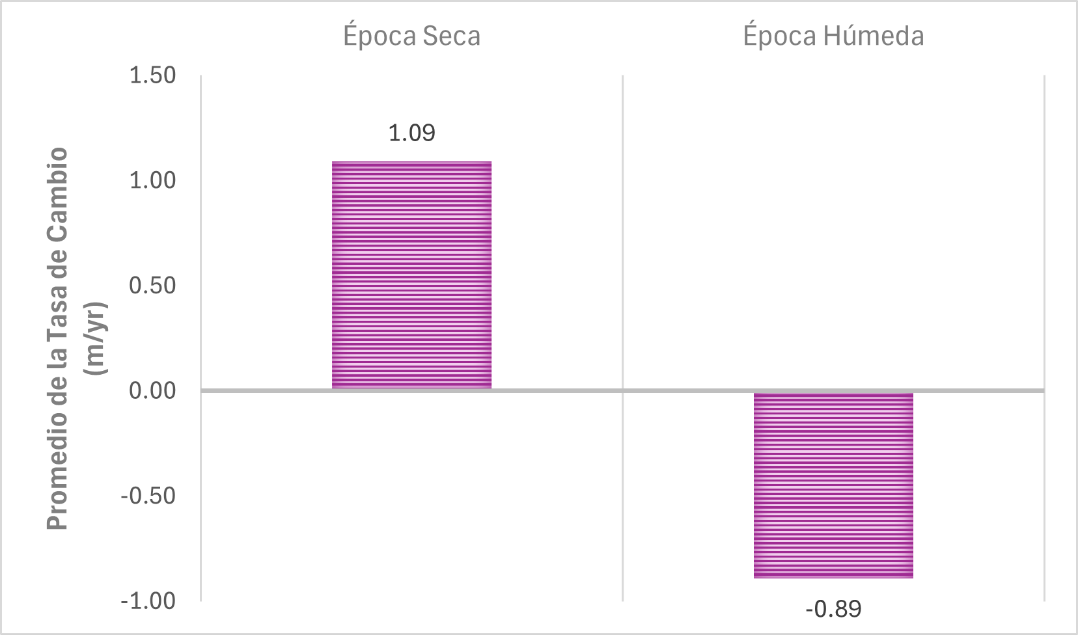 Época Seca
Época Húmeda
Promedio de la Tasa de Cambio
(m/yr)
1.50
1.00
0.50
0.00
-0.50
-1.00
1.09
-0.89